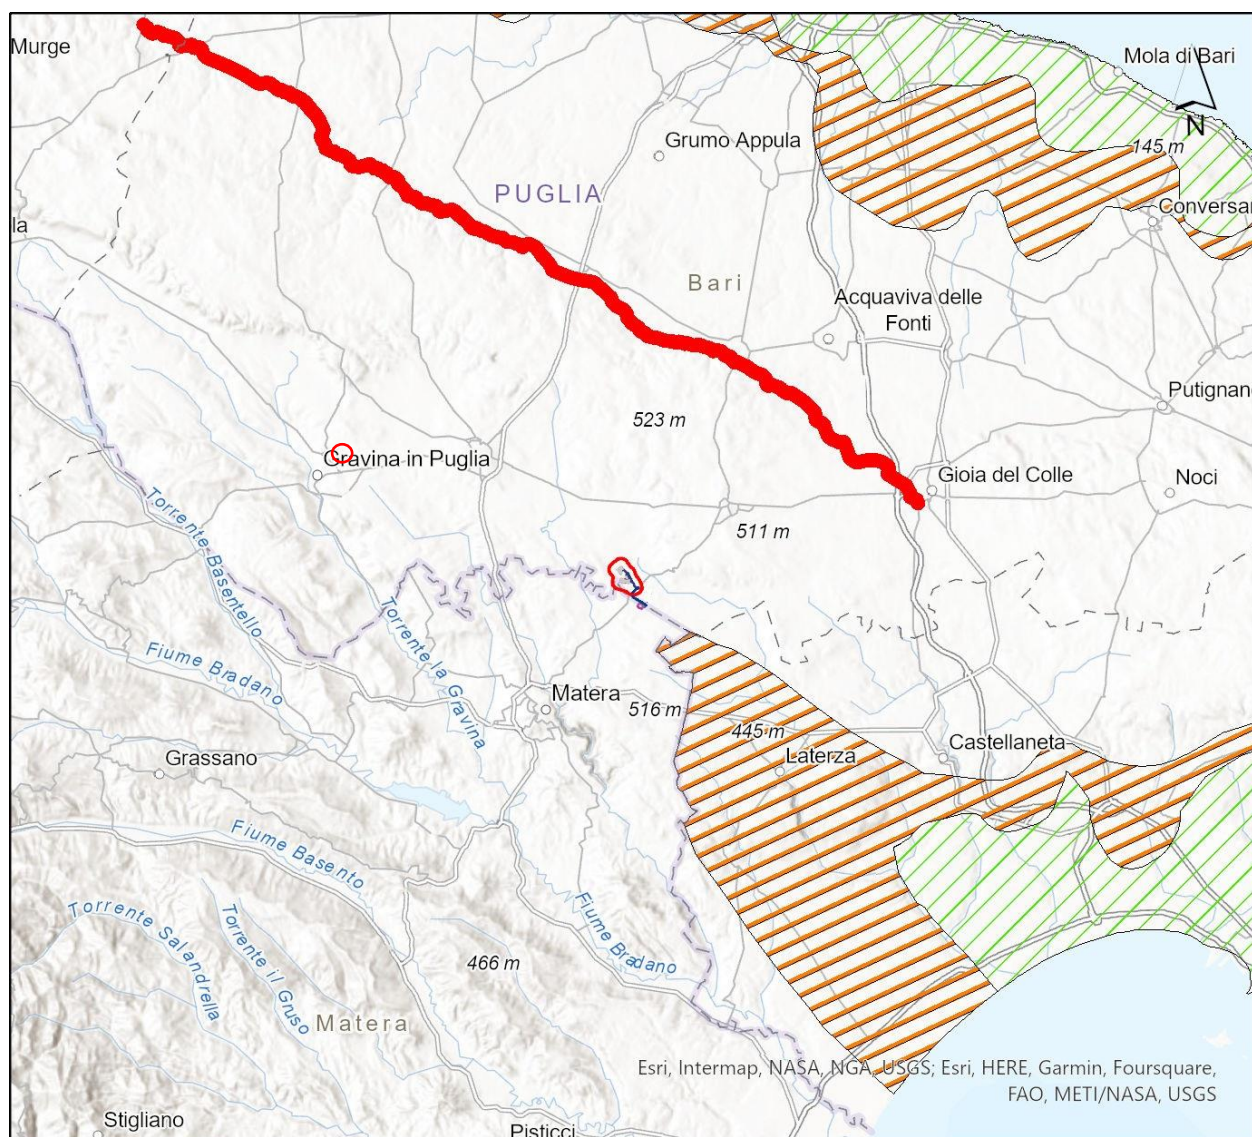 Murge
Mola di Bari
N
Grumo Appula
145 m
PUGLIA
Conversan
la
Bari
Acquaviva delle
Fonti
Putignano
523 m
Gravina in Puglia
Gioia del Colle
Noci
511 m
Torrente Basentello
Torrente la Gravina
Fiume Bradano
Matera
516 m
445 m
Castellaneta
Laterza
Grassano
Fiume Basento
Torrente Salandrella
Torrente il Gruso
Fiume Bradano
466 m
Matera
Esri, Intermap, NASA, NGA, USGS; Esri, HERE, Garmin, Foursquare,
FAO, METI/NASA, USGS
Stigliano
Pisticci